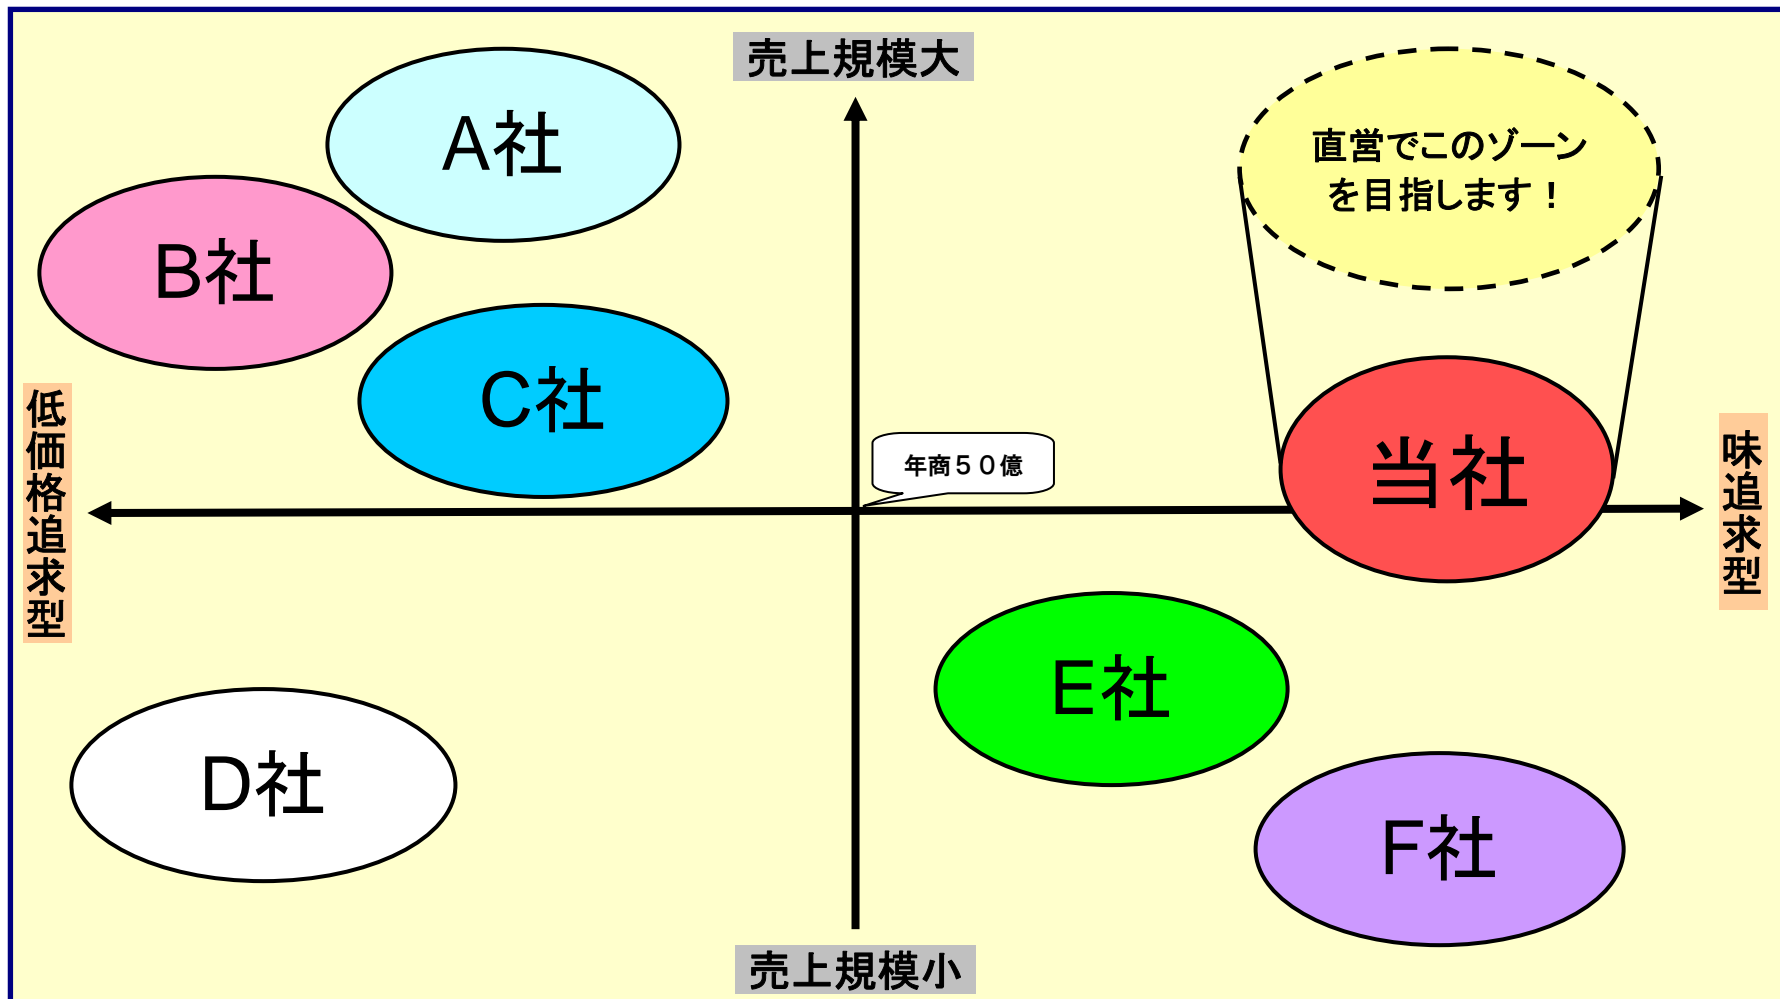 売上規模大
A社
直営でこのゾーン
を目指します！
B社
C社
低価格追求型
年商５０億
当社
味追求型
E社
D社
F社
売上規模小